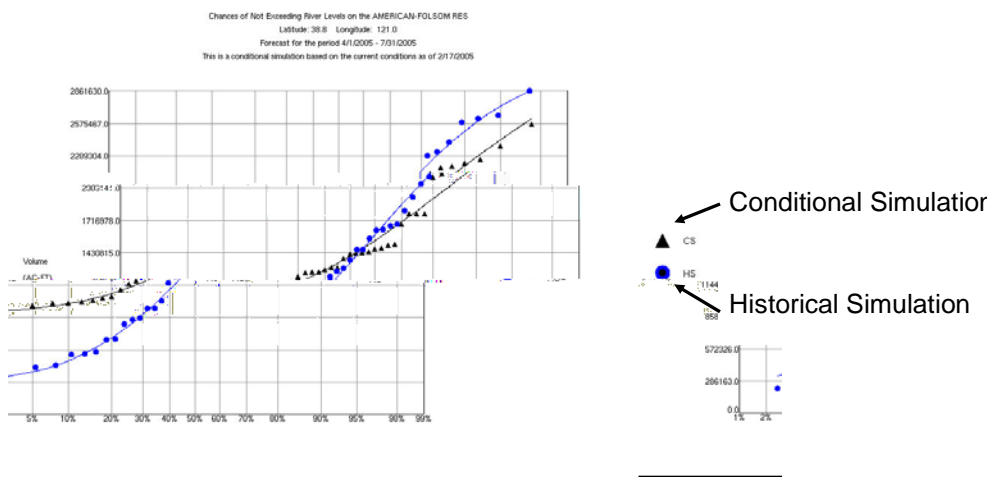 Chances of Not Exceeding River Levels on the AMERICAN-FOLSOM RES
Latitude: 38.8 Longitude: 121.0
Forecast for the period 4/1/2005 - 7/31/2005
This is a conditional simulation based on the current conditions as of 2/17/2005
2861630.0
2575467.0
2289304.0
1716978.0
1430815.0
Volume
(AC-FT)
Conditional Simulation
CS
HS
Historical Simulation
1144
858
572326.0
286163.0
0.0
1% 2%
5% 10% 20% 30% 40% 50% 60% 70% 80% 90% 95% 98% 99%